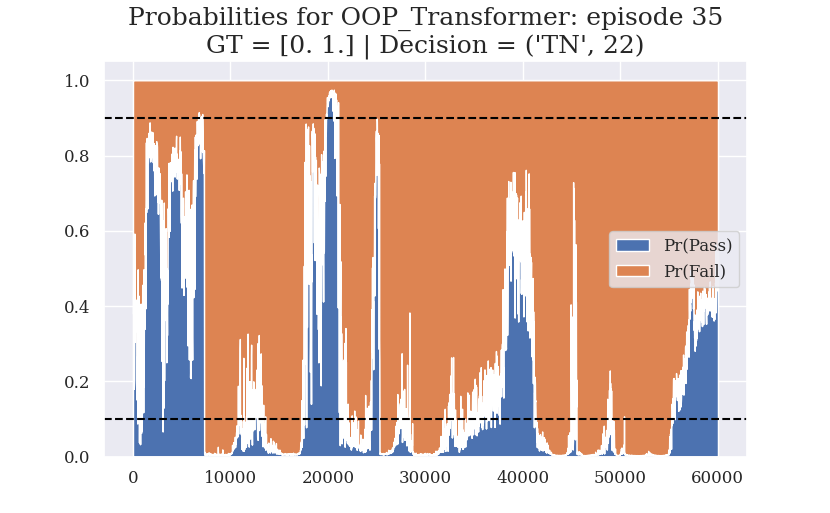 Probabilities for OOP_Transformer: episode 35
GT = [0. 1.] | Decision = ('TN', 22)
1.0
0.8
0.6
0.4
0.2
0.0
Pr(Pass)
Pr(Fail)
0 10000 20000 30000 40000 50000 60000